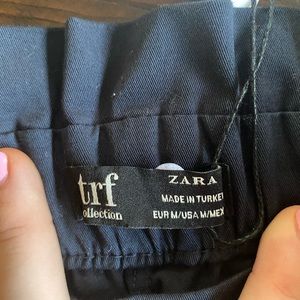 trf
collection
ZARA
MADE IN TURKEY
EUR M/USA M/MEX